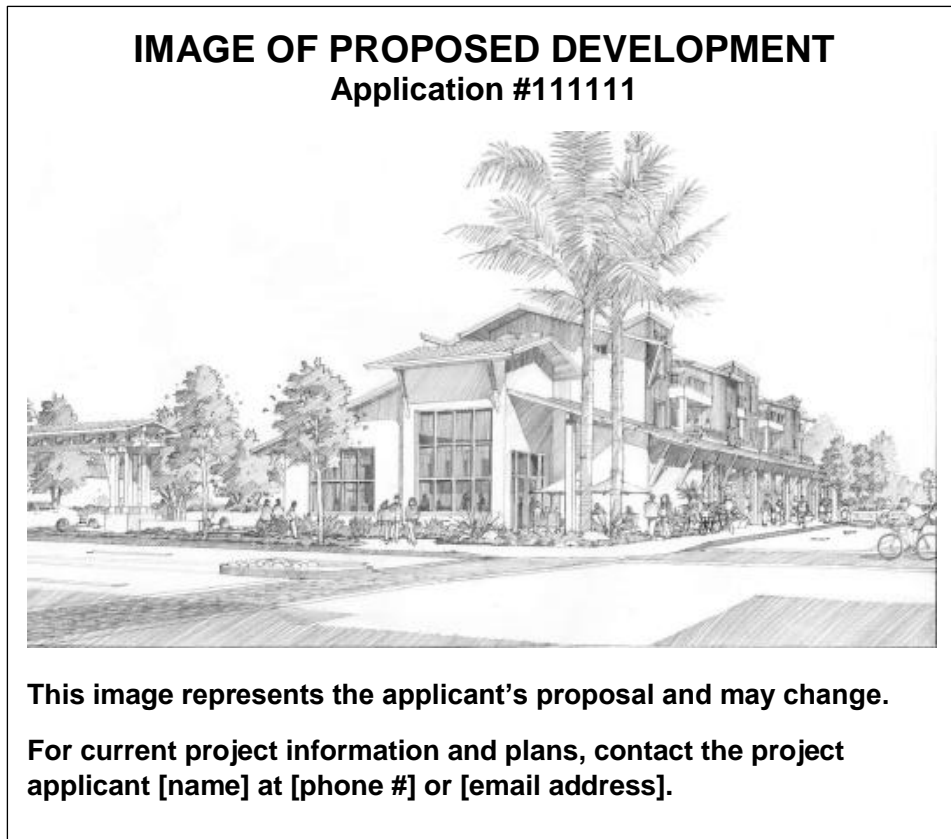 IMAGE OF PROPOSED DEVELOPMENT
Application #111111
This image represents the applicant’s proposal and may change.
For current project information and plans, contact the project
applicant [name] at [phone #] or [email address].